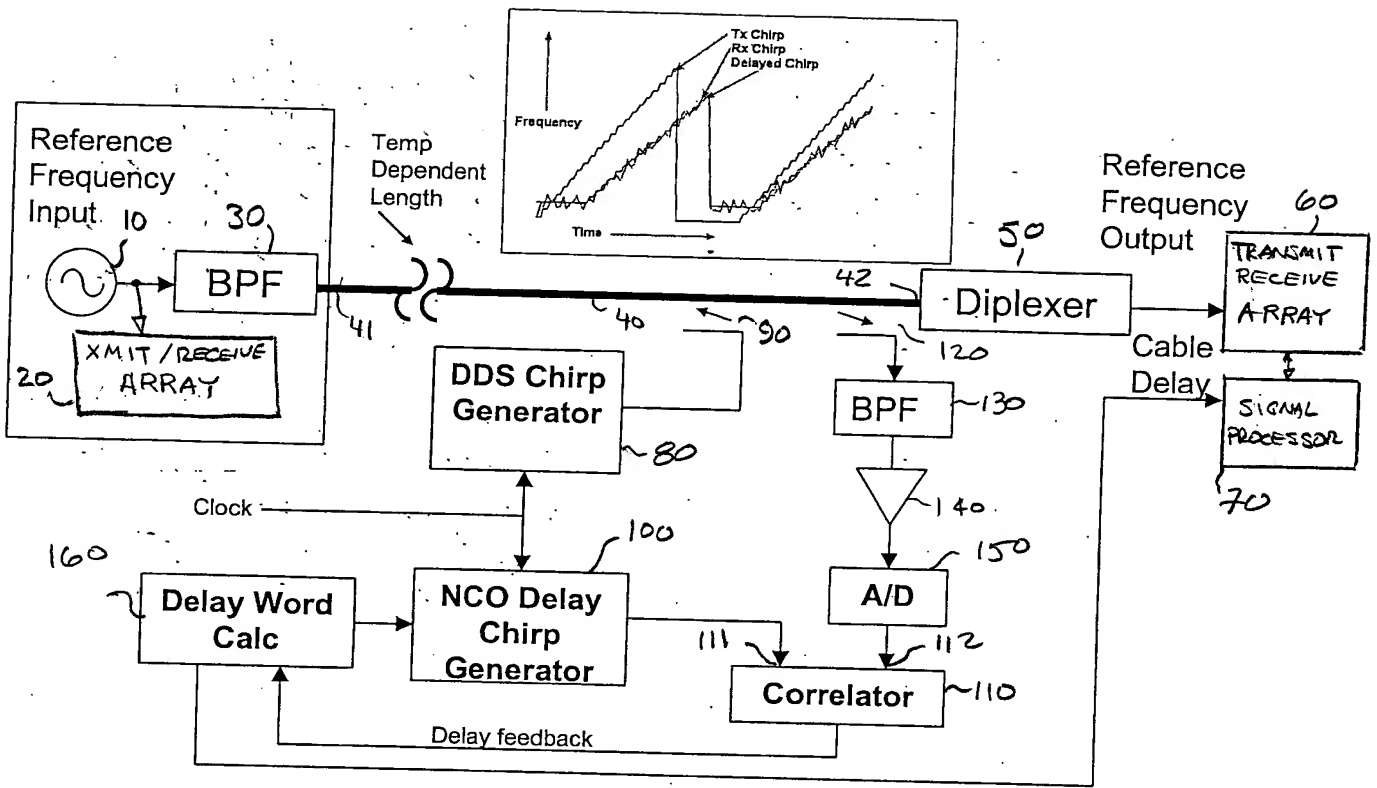 Tx Chirp
Rx Chirp
Delayed Chirp
Frequency
Time
Reference
Frequency
Input
10
30
BPF
41
XMIT/RECEIVE
ARRAY
20
Temp
Dependent
Length
40
90
42
50
Diplexer
120
Reference
Frequency
Output
60
TRANSMIT
RECEIVE
ARRAY
Cable
Delay
SIGNAL
PROCESSOR
70
DDS Chirp
Generator
80
BPF
130
140
Clock
100
150
160
Delay Word
Calc
NCO Delay
Chirp
Generator
A/D
111
112
Correlator
110
Delay feedback